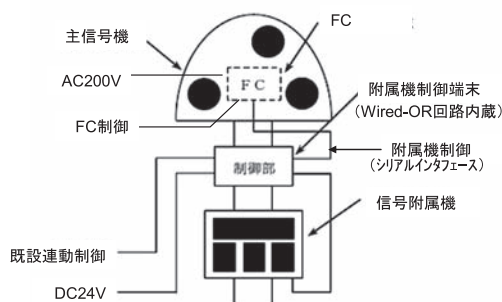 主信号機
FC
AC200V
FC
FC制御
附属機制御端末
（Wired-OR回路内蔵）
附属機制御
（シリアルインタフェース）
制御部
信号附属機
既設連動制御
DC24V